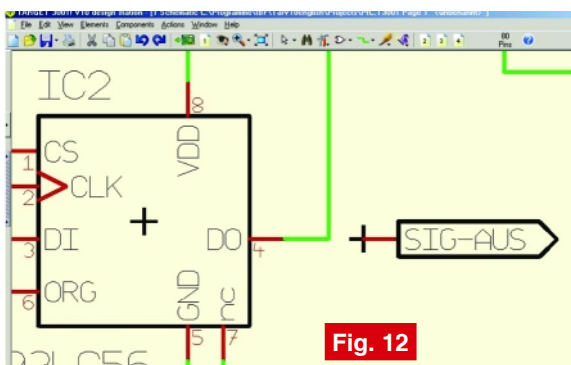 File Edit View Elements Components Actions Window Help
Pins
IC2
8
VDD
CS
1
CLK
2
DI
3
DO
4
SIG-AUS
ORG
6
GND
nc
5
7
Fig. 12